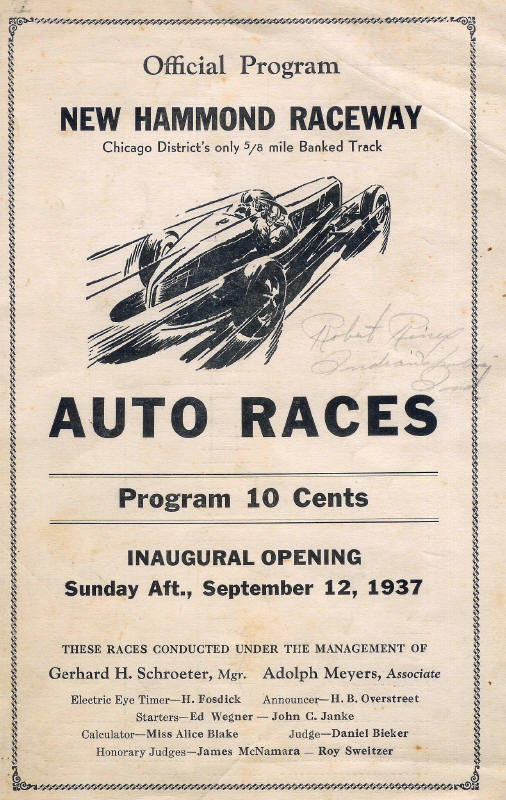 Official Program
NEW HAMMOND RACEWAY
Chicago District's only 5/8 mile Banked Track
Robert
AUTO RACES
Program 10 Cents
INAUGURAL OPENING
Sunday Aft., September 12, 1937
THESE RACES CONDUCTED UNDER THE MANAGEMENT OF
Gerhard H. Schroeter, Mgr. Adolph Meyers, Associate
Electric Eye Timer—H. Fosdick Announcer—H. B. Overstreet
Starters—Ed Wegner — John C. Janke
Calculator—Miss Alice Blake Judge—Daniel Bieker
Honorary Judges—James McNamara — Roy Sweitzer